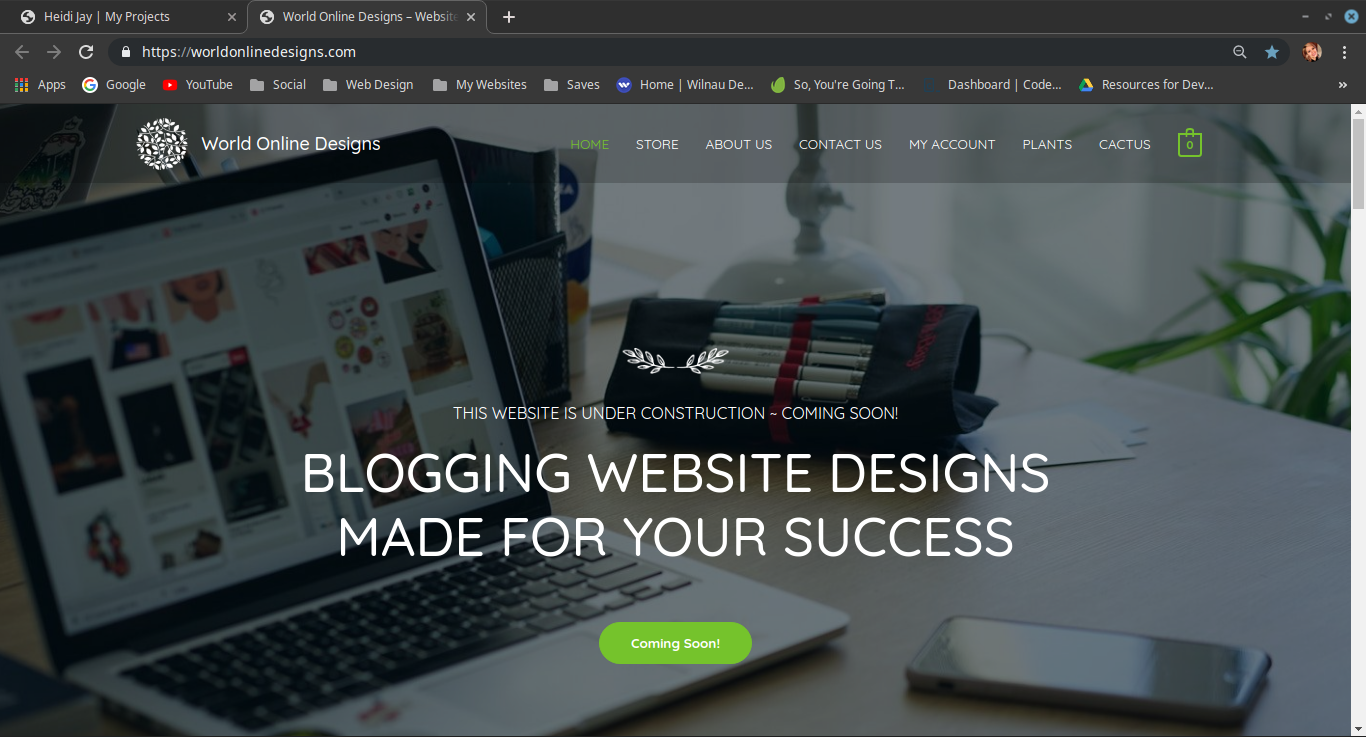 Heidi Jay | My Projects
World Online Designs – Website
https://worldonlinedesigns.com
Apps Google YouTube Social Web Design My Websites Saves Home | Wilnau De... So, You're Going T... Dashboard | Code... Resources for Dev... »
World Online Designs
HOME STORE ABOUT US CONTACT US MY ACCOUNT PLANTS CACTUS 0
THIS WEBSITE IS UNDER CONSTRUCTION ~ COMING SOON!
BLOGGING WEBSITE DESIGNS
MADE FOR YOUR SUCCESS
Coming Soon!